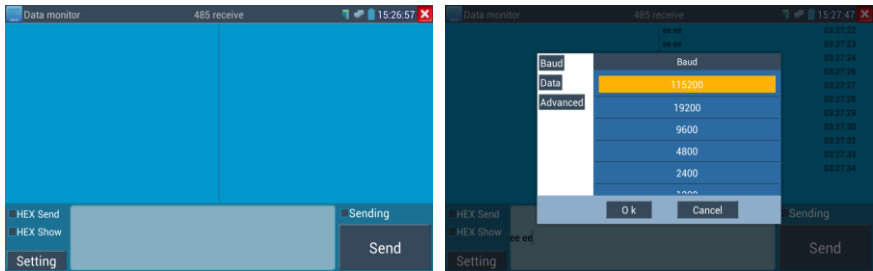 Data monitor 485 receive 15:26:57
HEX Send
HEX Show
Setting
Sending
Send
Data monitor 485 receive 15:27:47
ee ee 03:27:22
ee ee 03:27:23
03:27:24
03:27:26
03:27:27
03:27:28
03:27:29
03:27:30
03:27:32
03:27:33
03:27:34
Baud
Data
Advanced
Baud
115200
19200
9600
4800
2400
Ok Cancel
HEX Send
HEX Show
ee ee
Setting
Sending
Send